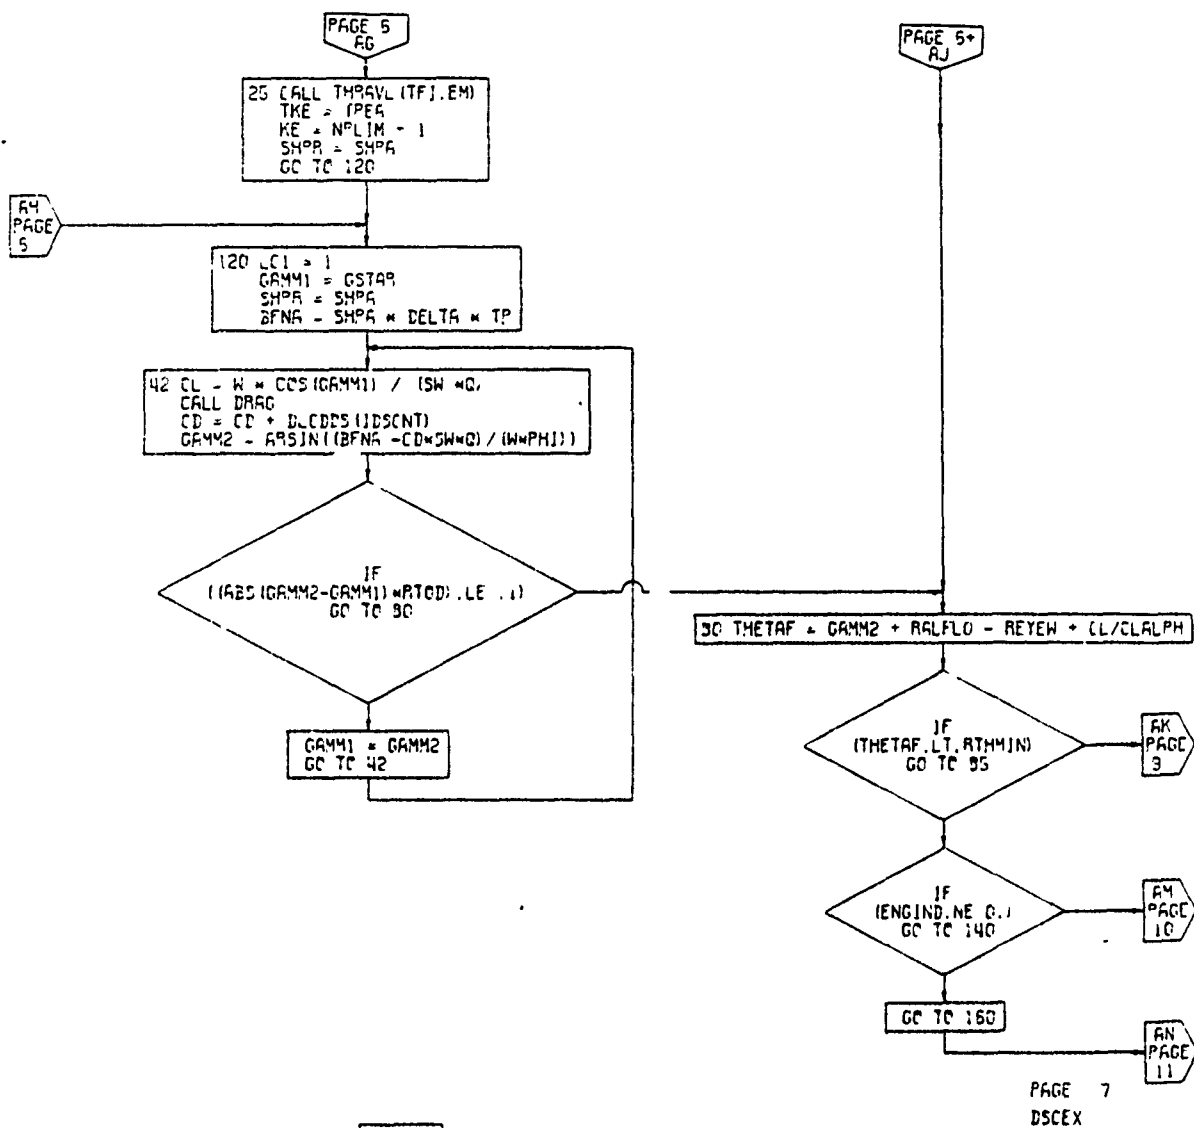 PAGE 5
AG
25 CALL THRAVL(TFI,EM)
TKE = TPEA
KE = NPLIM - 1
SHPR = SHPA
GO TO 120
PAGE
5
120 LC1 = 1
GAMM1 = GSTAR
SHPR = SHPA
BFNA = SHPA * DELTA * TP
42 CL = W * COS(GAMM1) / (SW *Q)
CALL DRAG
CD = CD + DLCDDS(IDSCNT)
GAMM2 = ARSIN((BFNA -CD*SW*Q)/(W*PHI))
IF
((ABS(GAMM2-GAMM1)*RTOD).LE .1)
GO TO 90
GAMM1 = GAMM2
GO TO 42
PAGE 5+
AJ
90 THETAF = GAMM2 + RALFLO - REYEW + CL/CLALPH
IF
(THETAF.LT.RTHMIN)
GO TO 95
AK
PAGE
9
IF
(ENGIND.NE 0.)
GO TO 140
AM
PAGE
10
GO TO 160
AN
PAGE
11
PAGE 7
DSCEX